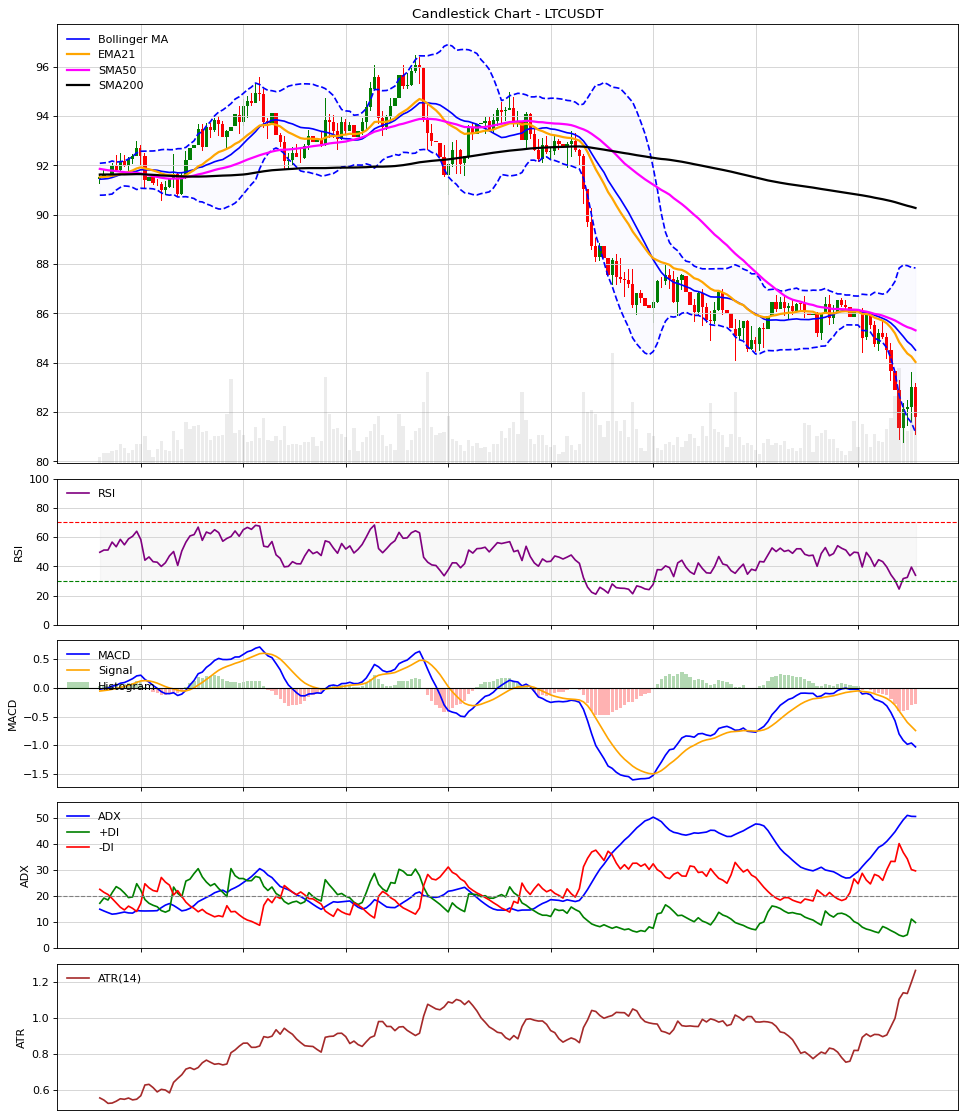 Candlestick Chart - LTCUSDT
Bollinger MA
EMA21
SMA50
SMA200
96
94
92
90
88
86
84
82
80
RSI
RSI
100
80
60
40
20
0
MACD
Signal
Histogram
MACD
0.5
0.0
−0.5
−1.0
−1.5
ADX
+DI
-DI
ADX
50
40
30
20
10
0
ATR(14)
ATR
1.2
1.0
0.8
0.6